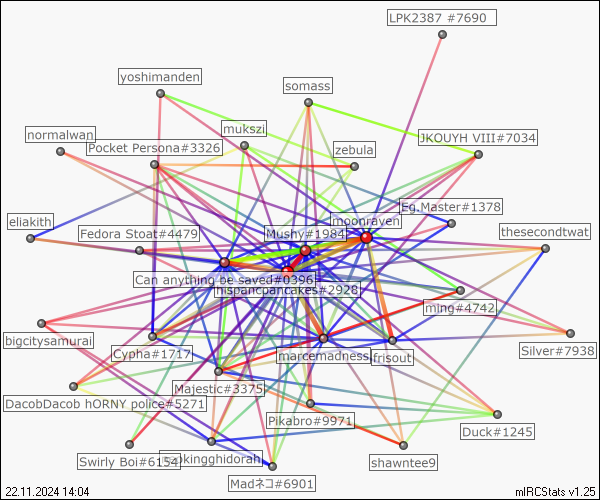 LPK2387 #7690
yoshimanden
somass
mukszi
normalwan
JKOUYH VIII#7034
Pocket Persona#3326
zebula
Eg.Master#1378
moonraven
eliakith
Fedora Stoat#4479
Mushy#1984
thesecondtwat
Can anything be saved#0396
hispancpancakes#2928
ming#4742
bigcitysamurai
Cypha#1717
marcemadness
frisout
Silver#7938
Majestic#3375
DacobDacob hORNY police#5271
Pikabro#9971
Duck#1245
Swirly Boi#6154
kingghidorah
Madネコ#6901
shawntee9
22.11.2024 14:04
mIRCStats v1.25